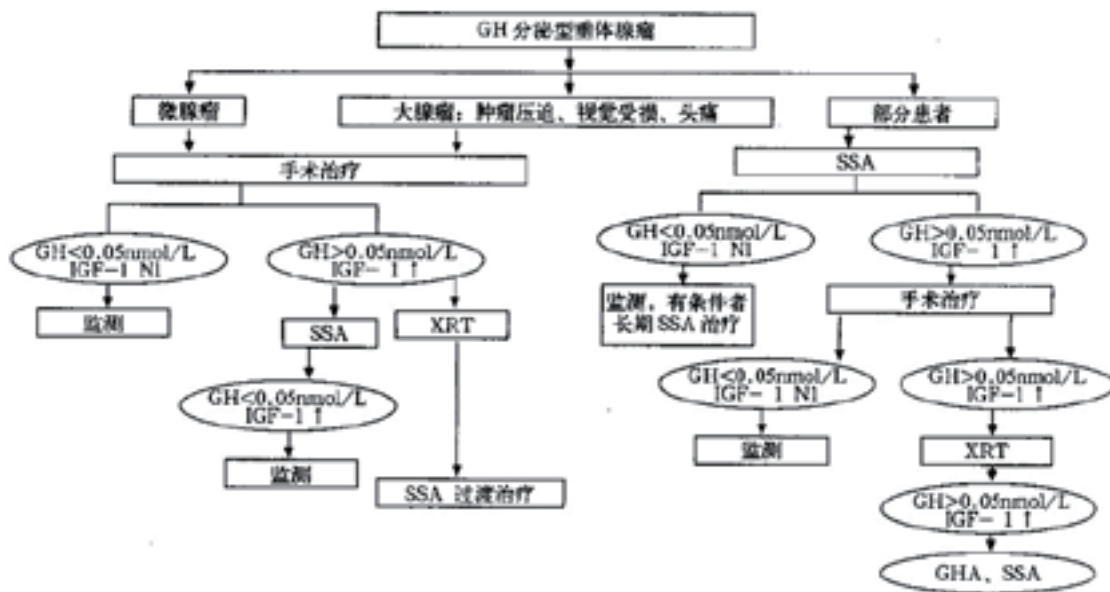 GH 分泌型垂体腺瘤
微腺瘤
大腺瘤：肿瘤压迫、视觉受损、头痛
部分患者
手术治疗
SSA
GH<0.05nmol/L
IGF-1 N1
GH>0.05nmol/L
IGF-1↑
GH<0.05nmol/L
IGF-1 N1
GH>0.05nmol/L
IGF-1↑
监测
SSA
XRT
监测，有条件者
长期 SSA 治疗
手术治疗
GH<0.05nmol/L
IGF-1↑
GH<0.05nmol/L
IGF-1 N1
GH>0.05nmol/L
IGF-1↑
监测
SSA 过渡治疗
监测
XRT
GH>0.05nmol/L
IGF-1↑
GHA、SSA